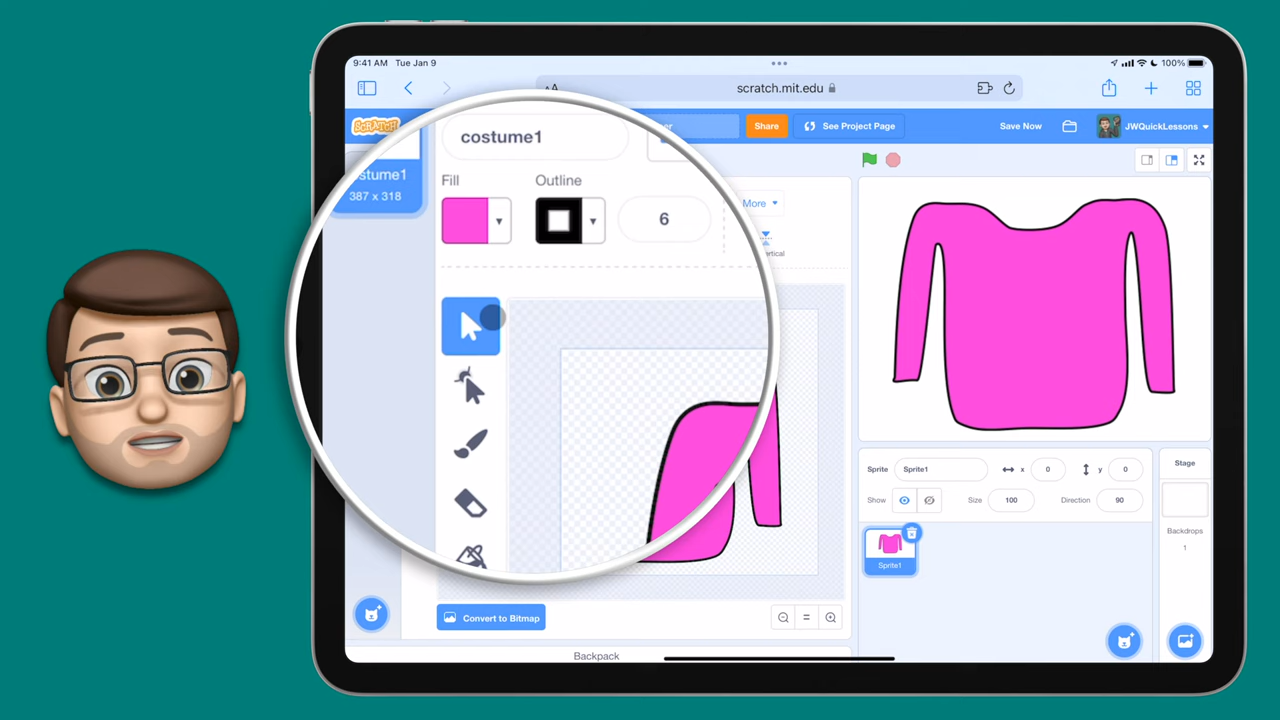 9:41 AM Tue Jan 9
100%
AA
scratch.mit.edu
SCRATCH
Share
See Project Page
Save Now
JWQuickLessons
costume1
costume1
387 x 318
Fill
Outline
6
More
Convert to Bitmap
Backpack
Sprite
Sprite1
x
0
y
0
Show
Size
100
Direction
90
Sprite1
Stage
Backdrops
1